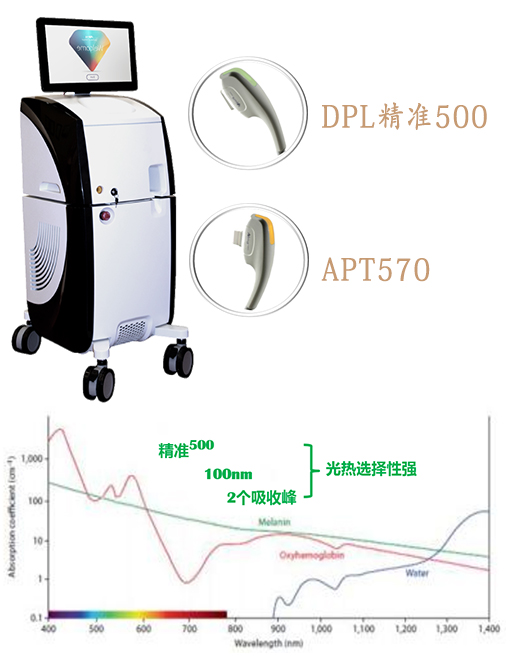 DPL精准500
APT570
精准500
100nm
2个吸收峰
光热选择性强
Absorption coefficient (cm⁻¹)
1,000
100
10
1
0.1
Melanin
Oxyhemoglobin
Water
400 500 600 700 800 900 1,000 1,100 1,200 1,300 1,400
Wavelength (nm)